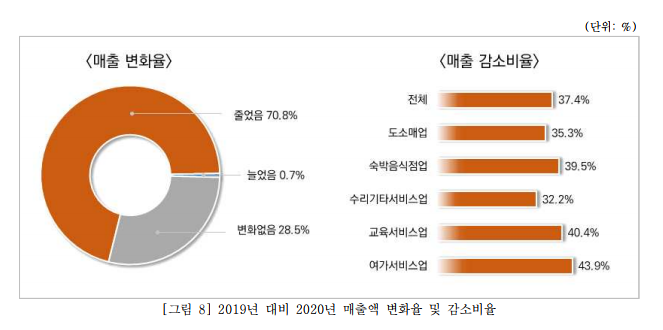 (단위: %)
<매출 변화율>
줄었음 70.8%
늘었음 0.7%
변화없음 28.5%
<매출 감소비율>
전체 37.4%
도소매업 35.3%
숙박음식점업 39.5%
수리기타서비스업 32.2%
교육서비스업 40.4%
여가서비스업 43.9%
[그림 8] 2019년 대비 2020년 매출액 변화율 및 감소비율